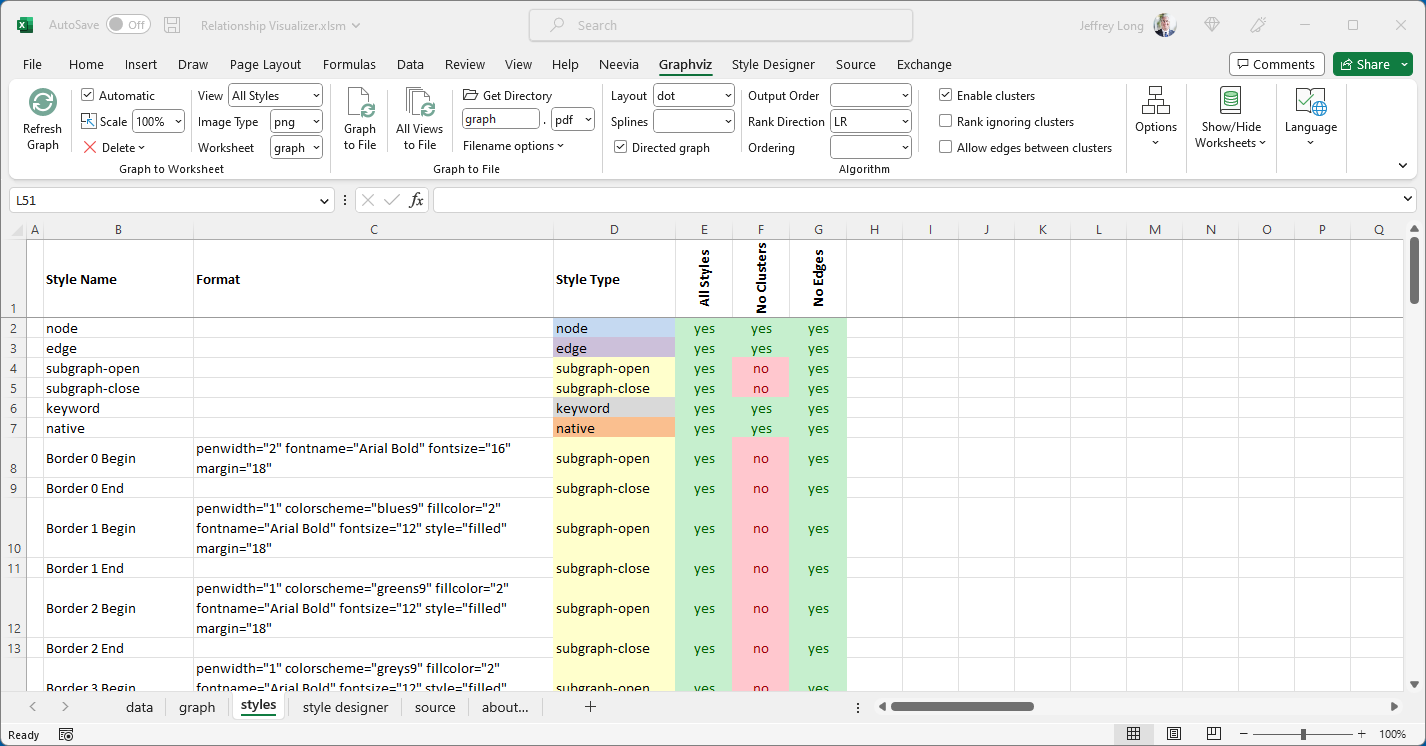 AutoSave Off Relationship Visualizer.xlsm Search Jeffrey Long
File Home Insert Draw Page Layout Formulas Data Review View Help Neevia Graphviz Style Designer Source Exchange Comments Share
Automatic View All Styles Get Directory Layout dot Output Order Enable clusters
Scale 100% Image Type png graph . pdf Splines Rank Direction LR Rank ignoring clusters
Refresh Graph Delete Worksheet graph Graph to File All Views to File Filename options Directed graph Ordering Allow edges between clusters Options Show/Hide Worksheets Language
Graph to Worksheet Graph to File Algorithm
L51 fx
A B C D E F G H I J K L M N O P Q
1 Style Name Format Style Type All Styles No Clusters No Edges
2 node node yes yes yes
3 edge edge yes yes yes
4 subgraph-open subgraph-open yes no yes
5 subgraph-close subgraph-close yes no yes
6 keyword keyword yes yes yes
7 native native yes yes yes
penwidth="2" fontname="Arial Bold" fontsize="16"
8 Border 0 Begin margin="18" subgraph-open yes no yes
9 Border 0 End subgraph-close yes no yes
penwidth="1" colorscheme="blues9" fillcolor="2"
Border 1 Begin fontname="Arial Bold" fontsize="12" style="filled" subgraph-open yes no yes
10 margin="18"
11 Border 1 End subgraph-close yes no yes
penwidth="1" colorscheme="greens9" fillcolor="2"
Border 2 Begin fontname="Arial Bold" fontsize="12" style="filled" subgraph-open yes no yes
12 margin="18"
13 Border 2 End subgraph-close yes no yes
penwidth="1" colorscheme="greys9" fillcolor="2"
Border 3 Begin fontname="Arial Bold" fontsize="12" style="filled" subgraph-open yes no yes
data graph styles style designer source about...
Ready 100%